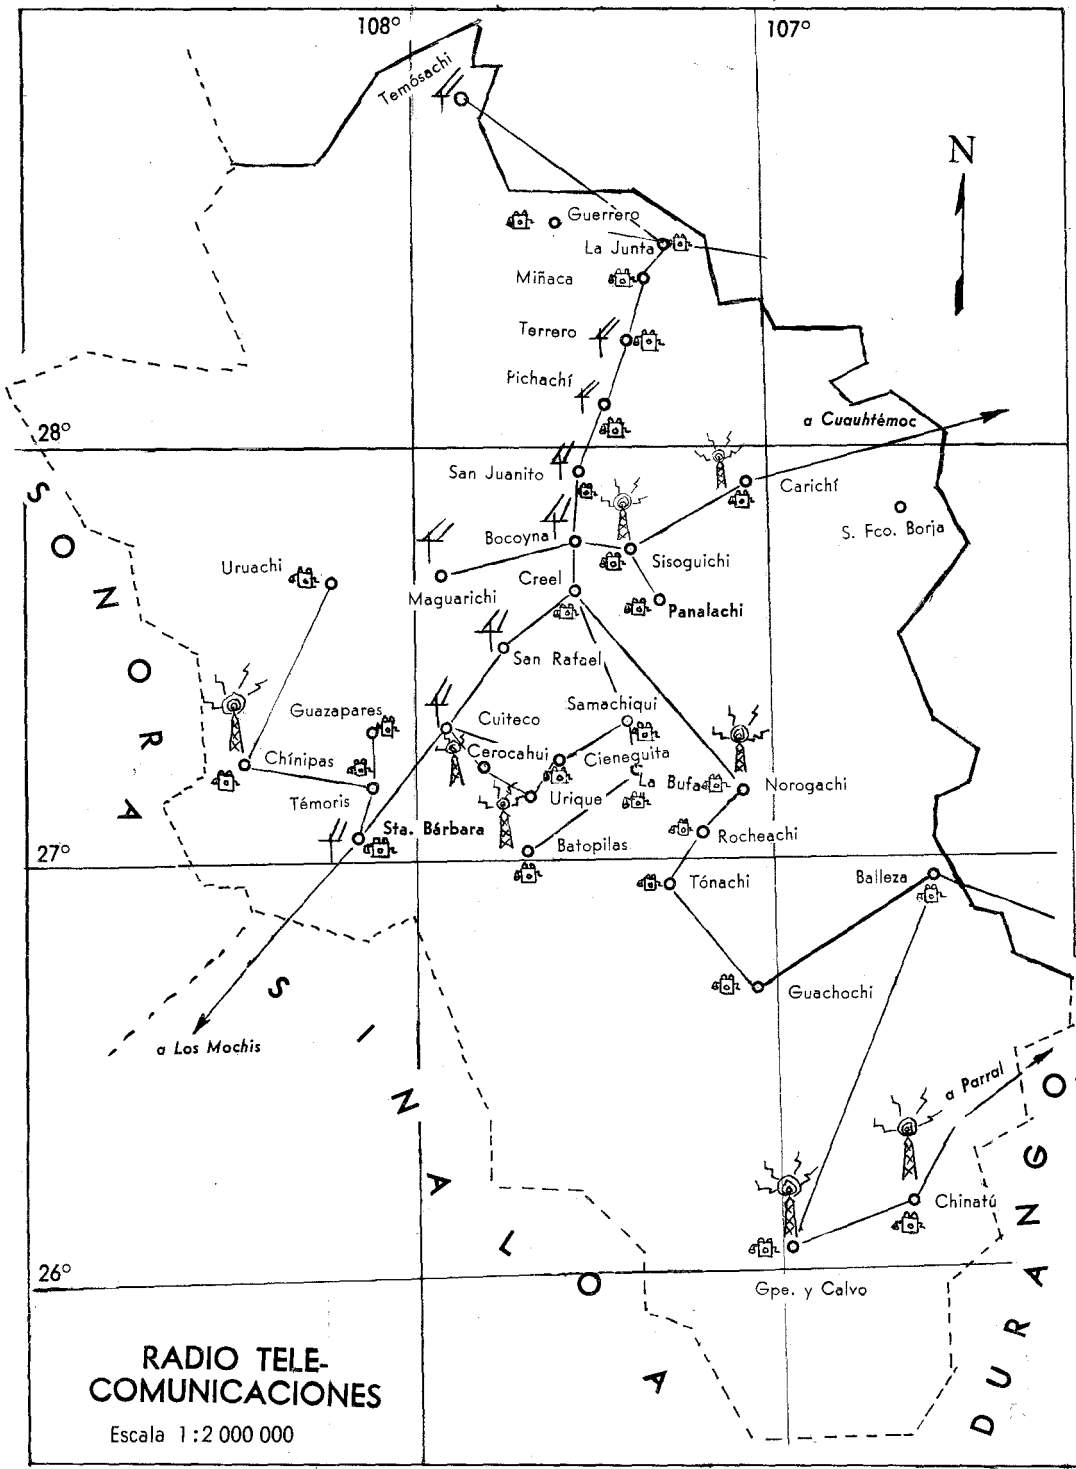 108°
107°
Temósachi
N
Guerrero
La Junta
Miñaca
Terrero
Pichachí
a Cuauhtémoc
28°
San Juanito
Carichí
S. Fco. Borja
Bocoyna
Sisoguichi
Uruachi
Creel
Maguarichi
Panalachi
San Rafael
Guazapares
Cuiteco
Samachiqui
Chínipas
Cerocahui
Cieneguita
La Bufa
Norogachi
Témoris
Urique
Sta. Bárbara
Rocheachi
Batopilas
27°
Tónachi
Balleza
Guachochi
a Los Mochis
a Parral
Chinatú
26°
Gpe. y Calvo
SONORA
SINALOA
DURANGO
RADIO TELE-
COMUNICACIONES
Escala 1:2 000 000